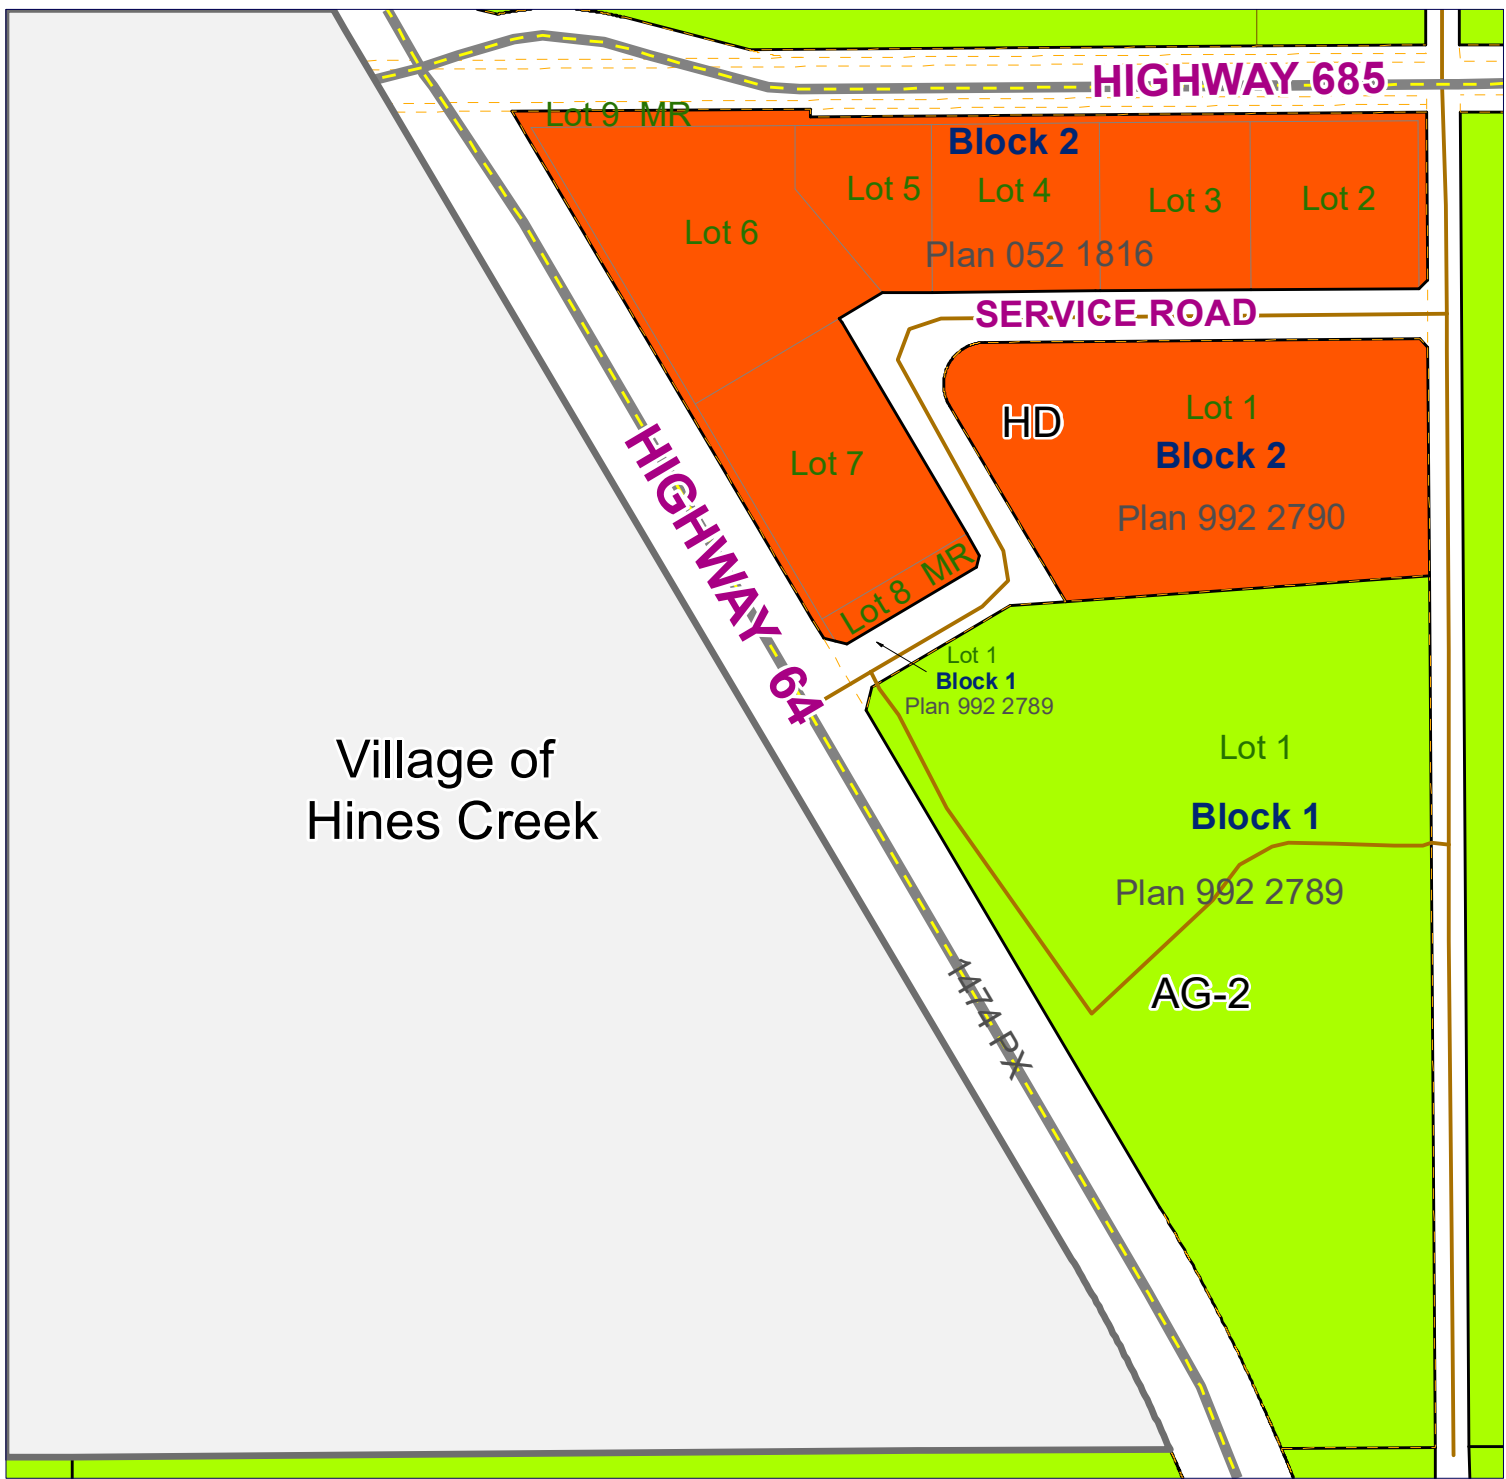 HIGHWAY 685
Lot 9 MR
Block 2
Lot 6
Lot 5
Lot 4
Lot 3
Lot 2
Plan 052 1816
SERVICE ROAD
Lot 1
HD
Block 2
Lot 7
Plan 992 2790
HIGHWAY 64
Lot 8 MR
Lot 1
Block 1
Plan 992 2789
Village of
Hines Creek
Lot 1
Block 1
Plan 992 2789
AG-2
1474 PX